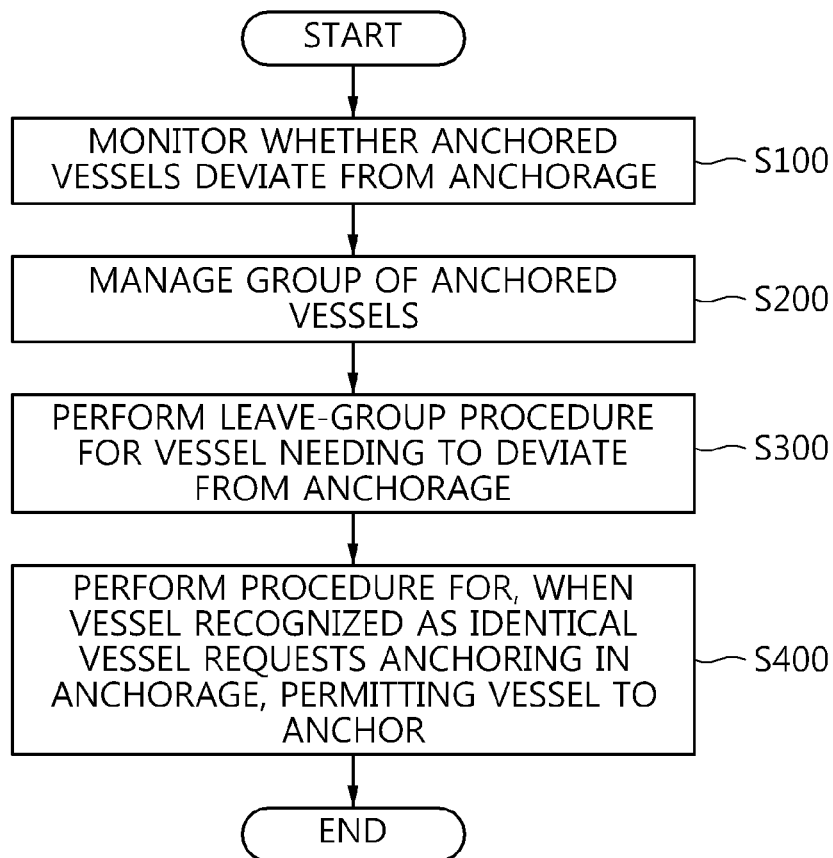 START
MONITOR WHETHER ANCHORED
VESSELS DEVIATE FROM ANCHORAGE
S100
MANAGE GROUP OF ANCHORED
VESSELS
S200
PERFORM LEAVE-GROUP PROCEDURE
FOR VESSEL NEEDING TO DEVIATE
FROM ANCHORAGE
S300
PERFORM PROCEDURE FOR, WHEN
VESSEL RECOGNIZED AS IDENTICAL
VESSEL REQUESTS ANCHORING IN
ANCHORAGE, PERMITTING VESSEL TO
ANCHOR
S400
END